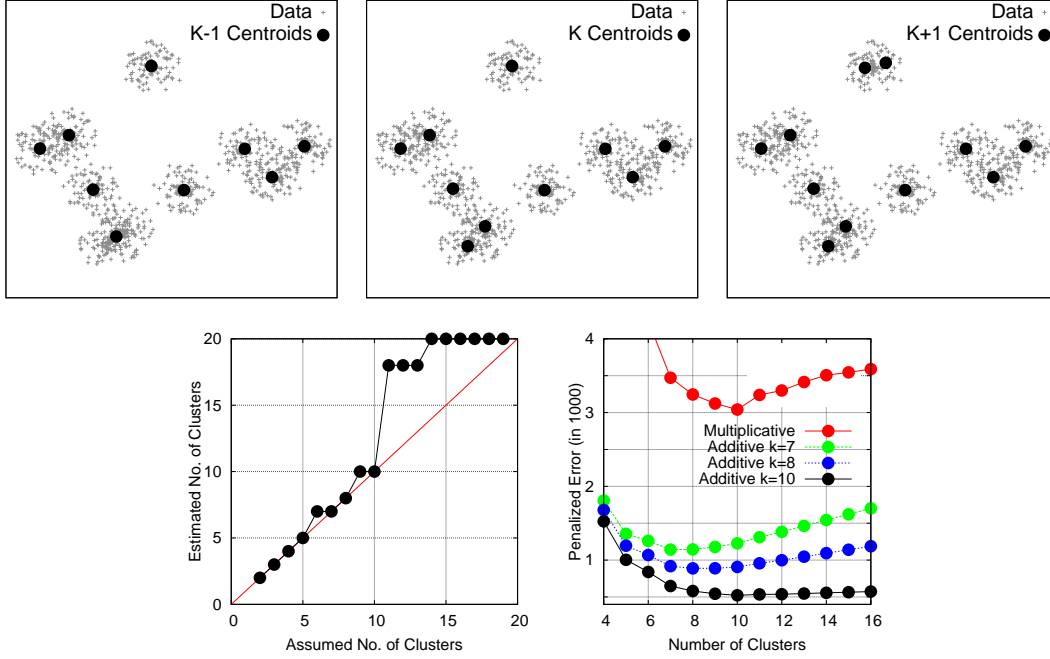 Data
K-1 Centroids
Data
K Centroids
Data
K+1 Centroids
20
15
10
5
0
0 5 10 15 20
Estimated No. of Clusters
Assumed No. of Clusters
4
3
2
1
4 6 8 10 12 14 16
Penalized Error (in 1000)
Number of Clusters
Multiplicative
Additive k=7
Additive k=8
Additive k=10